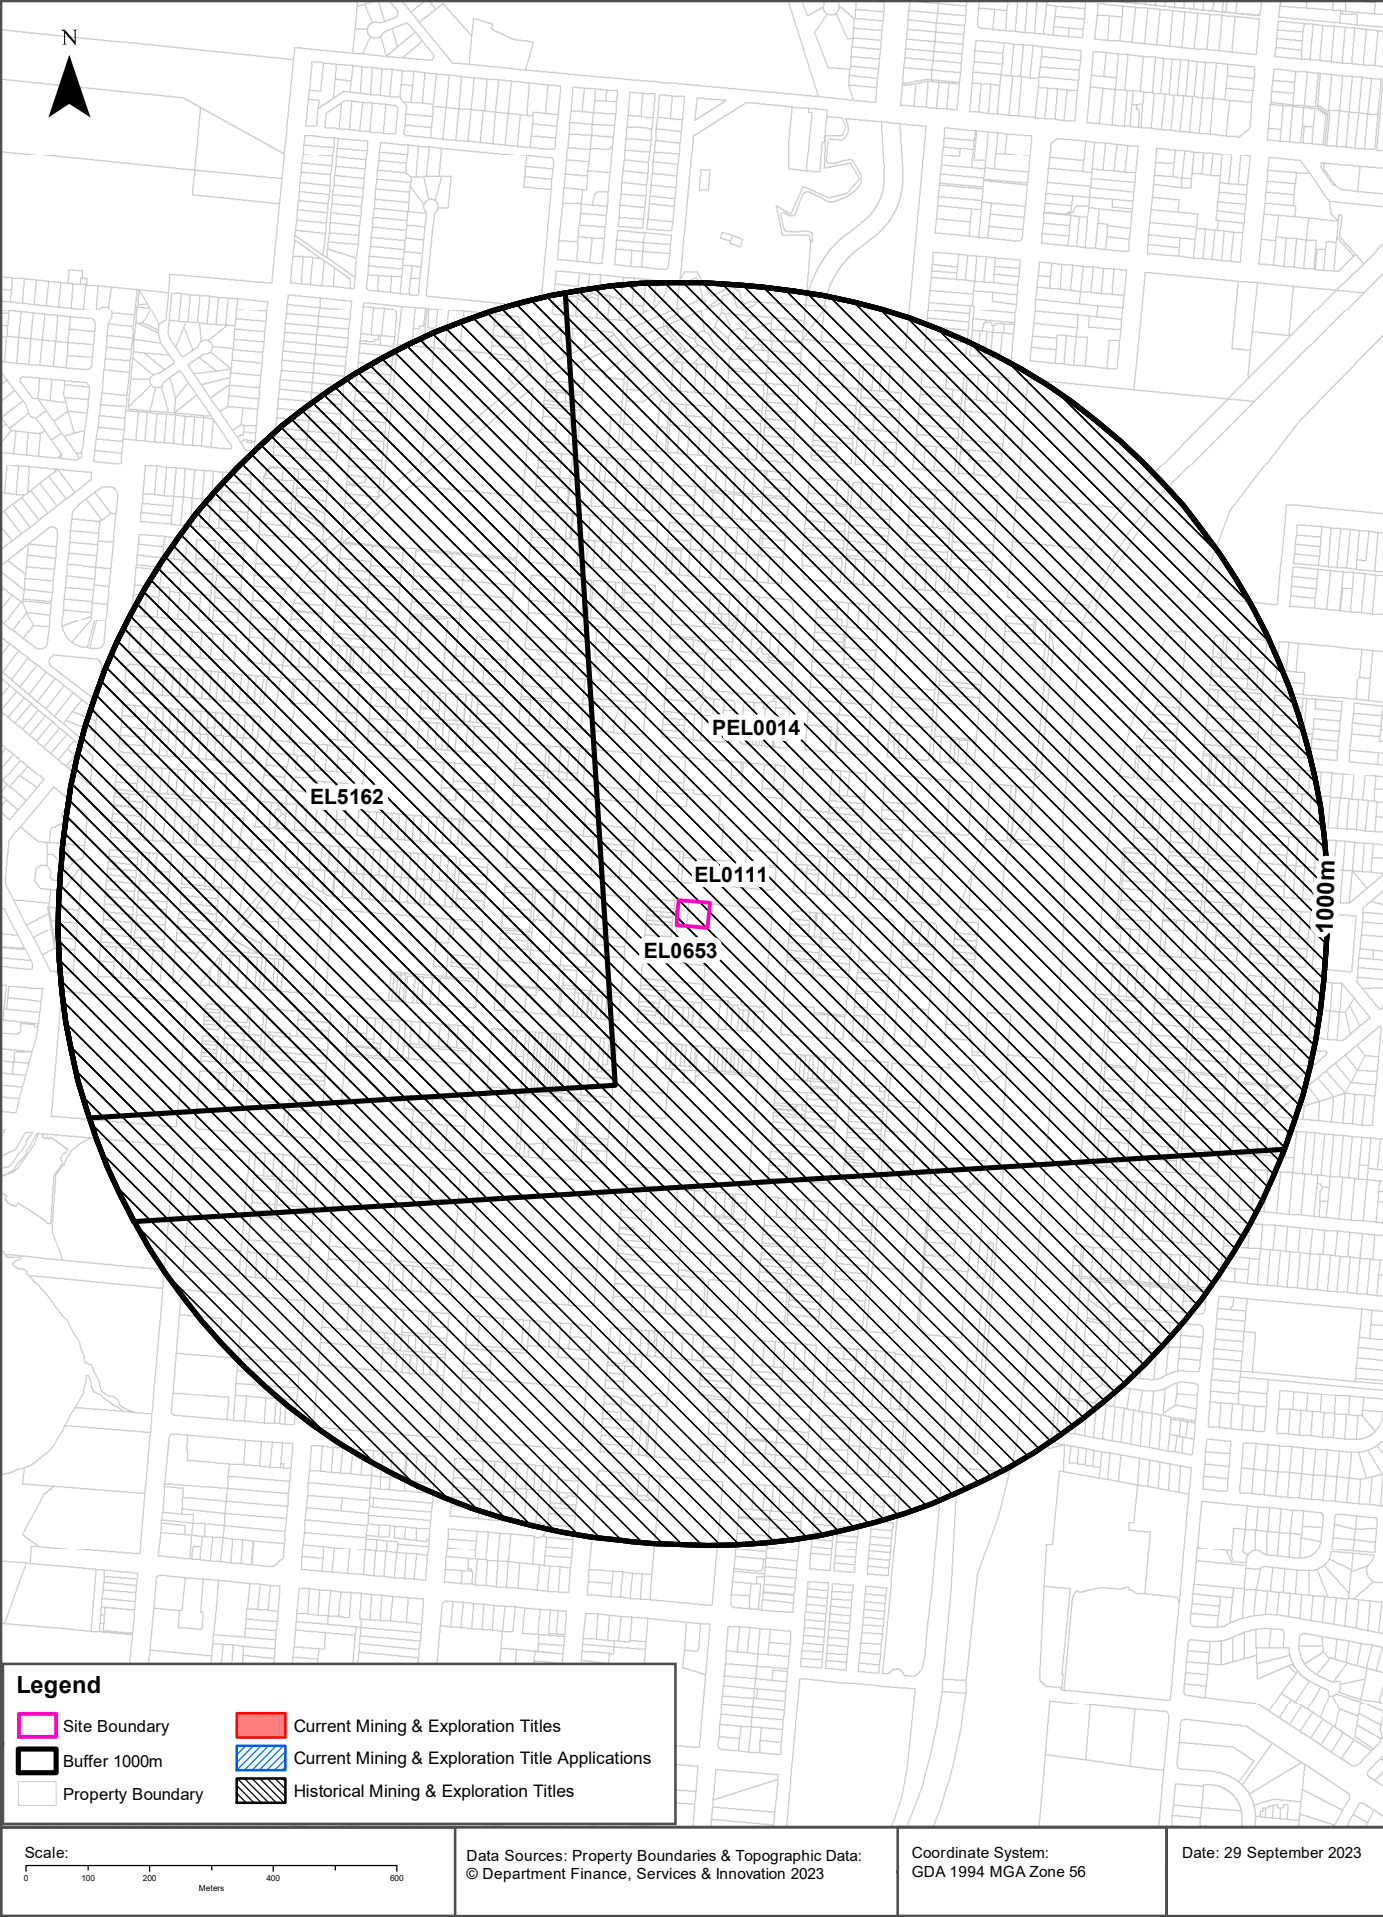 N
PEL0014
EL5162
EL0111
1000m
EL0653
Legend
Site Boundary
Buffer 1000m
Property Boundary
Current Mining & Exploration Titles
Current Mining & Exploration Title Applications
Historical Mining & Exploration Titles
Scale:
0 100 200 400 600
Meters
Data Sources: Property Boundaries & Topographic Data:
© Department Finance, Services & Innovation 2023
Coordinate System:
GDA 1994 MGA Zone 56
Date: 29 September 2023